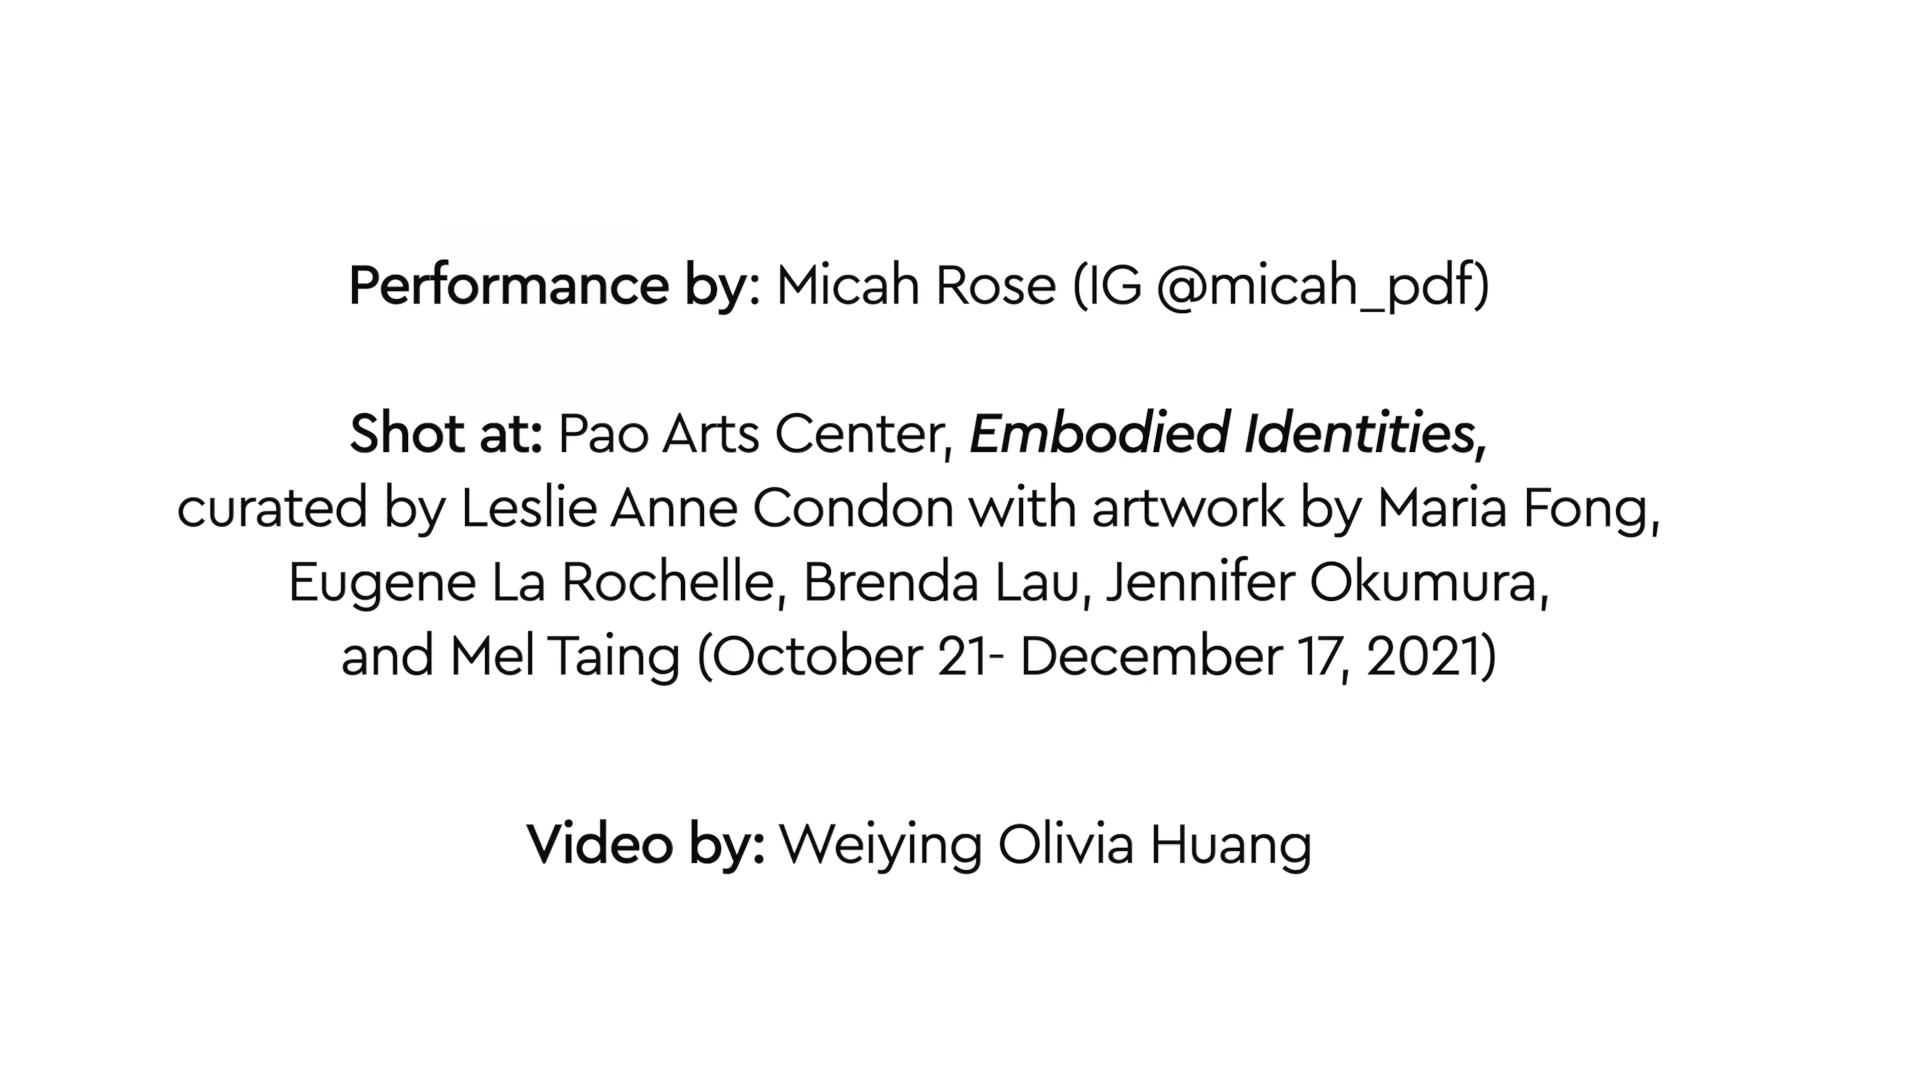 Performance by: Micah Rose (IG @micah_pdf)
Shot at: Pao Arts Center, Embodied Identities,
curated by Leslie Anne Condon with artwork by Maria Fong,
Eugene La Rochelle, Brenda Lau, Jennifer Okumura,
and Mel Taing (October 21- December 17, 2021)
Video by: Weiying Olivia Huang